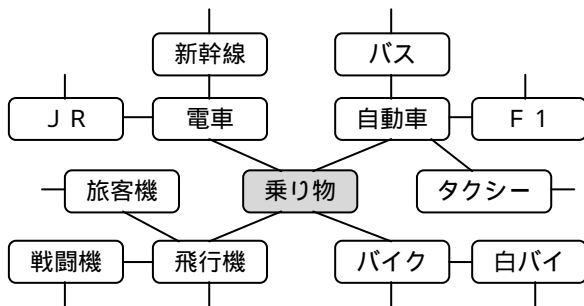 新幹線
バス
ＪＲ
電車
自動車
Ｆ１
旅客機
乗り物
タクシー
戦闘機
飛行機
バイク
白バイ